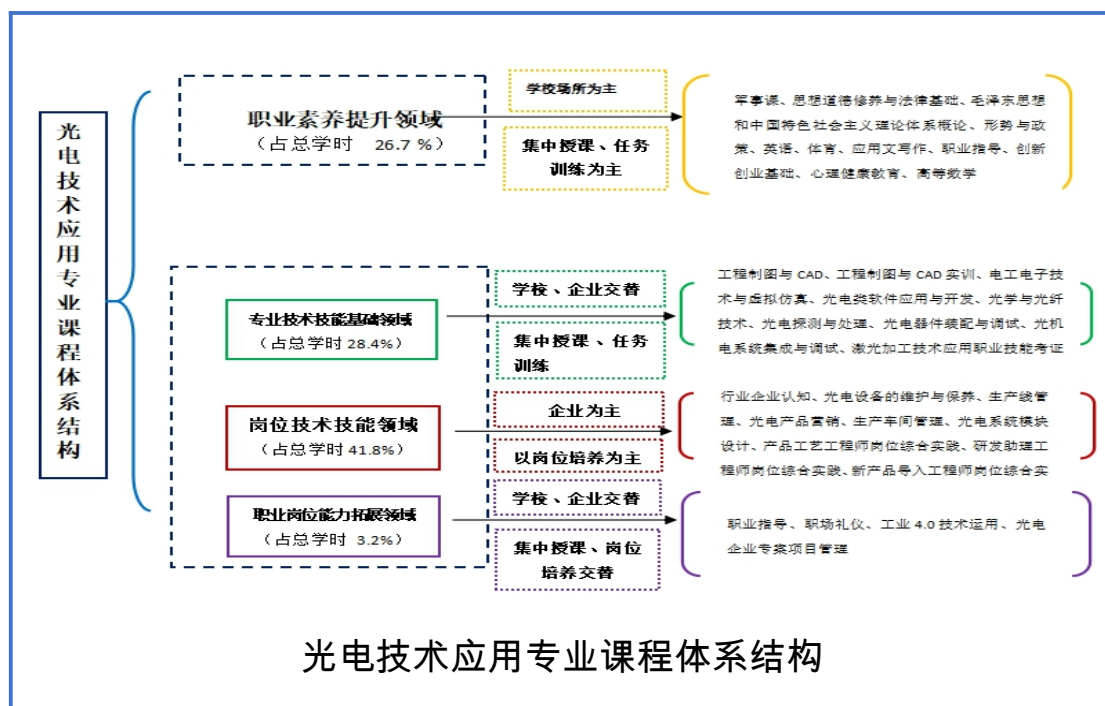 光电技术应用专业课程体系结构
职业素养提升领域
（占总学时 26.7 %）
学校场所为主
集中授课、任务
训练为主
军事课、思想道德修养与法律基础、毛泽东思想
和中国特色社会主义理论体系概论、形势与政
策、英语、体育、应用文写作、职业指导、创新
创业基础、心理健康教育、高等数学
专业技术技能基础领域
（占总学时 28.4%）
学校、企业交替
集中授课、任务
训练
工程制图与 CAD、工程制图与 CAD 实训、电工电子技
术与虚拟仿真、光电类软件应用与开发、光学与光纤
技术、光电探测与处理、光电器件装配与调试、光机
电系统集成与调试、激光加工技术应用职业技能考证
岗位技术技能领域
（占总学时 41.8%）
企业为主
以岗位培养为主
行业企业认知、光电设备的维护与保养、生产线管
理、光电产品营销、生产车间管理、光电系统模块
设计、产品工艺工程师岗位综合实践、研发助理工
程师岗位综合实践、新产品导入工程师岗位综合实
职业岗位能力拓展领域
（占总学时 3.2%）
学校、企业交替
集中授课、岗位
培养交替
职业指导、职场礼仪、工业 4.0 技术运用、光电
企业专案项目管理
光电技术应用专业课程体系结构